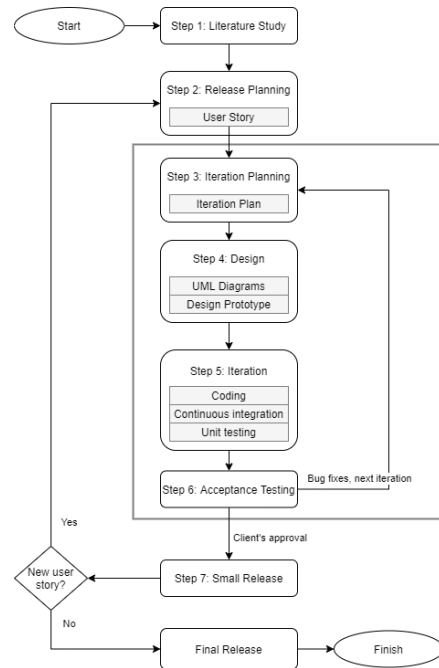 Start
Step 1: Literature Study
Step 2: Release Planning
User Story
Step 3: Iteration Planning
Iteration Plan
Step 4: Design
UML Diagrams
Design Prototype
Step 5: Iteration
Coding
Continuous integration
Unit testing
Step 6: Acceptance Testing
Bug fixes, next iteration
Client's approval
Yes
New user
story?
Step 7: Small Release
No
Final Release
Finish